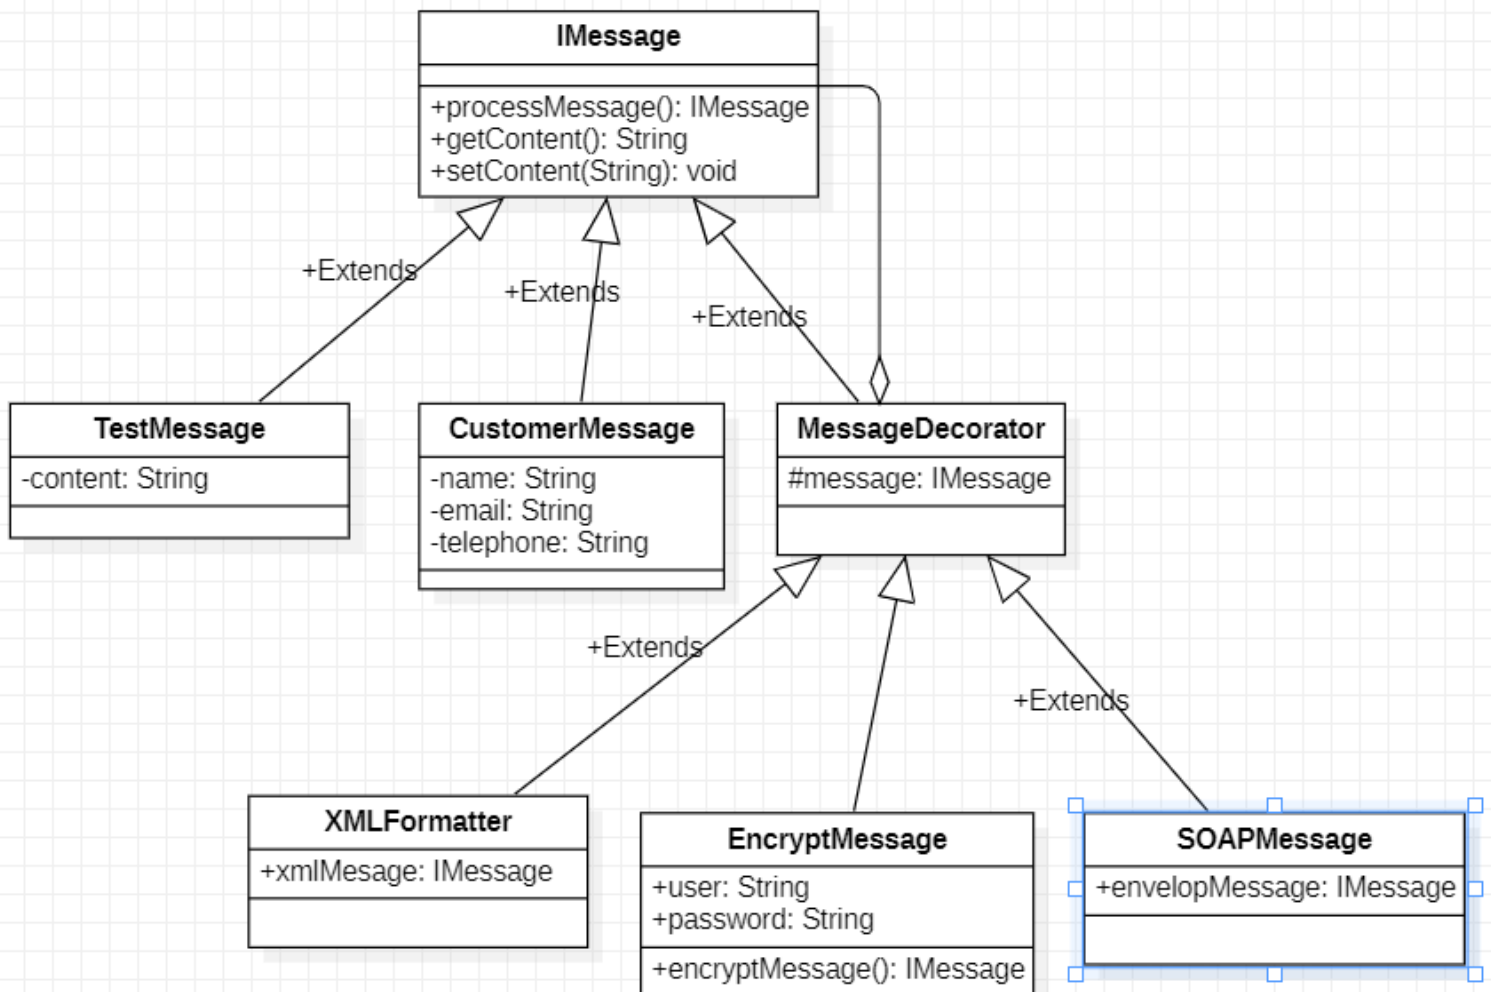 IMessage
+processMessage(): IMessage
+getContent(): String
+setContent(String): void
+Extends
+Extends
+Extends
TestMessage
-content: String
CustomerMessage
-name: String
-email: String
-telephone: String
MessageDecorator
#message: IMessage
+Extends
+Extends
XMLFormatter
+xmlMesage: IMessage
EncryptMessage
+user: String
+password: String
+encryptMessage(): IMessage
SOAPMessage
+envelopMessage: IMessage